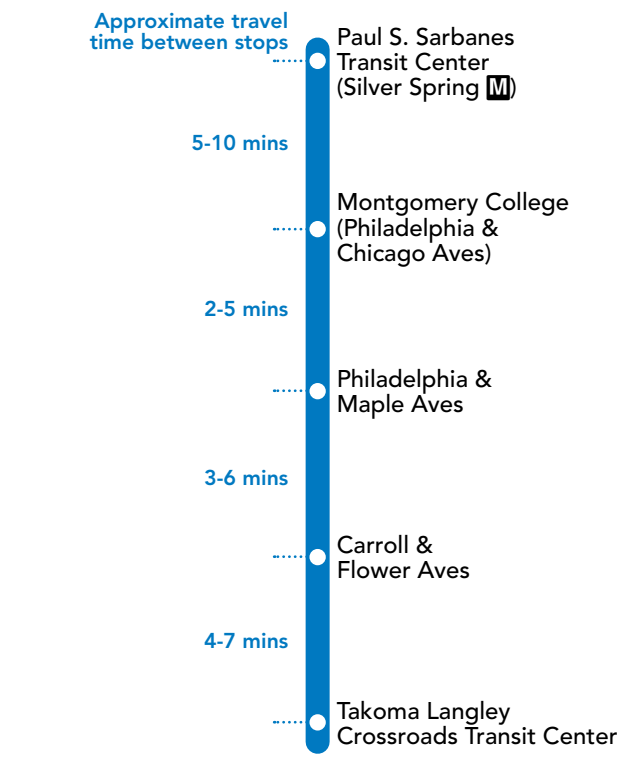 Approximate travel
time between stops
Paul S. Sarbanes
Transit Center
(Silver Spring M)
5-10 mins
Montgomery College
(Philadelphia &
Chicago Aves)
2-5 mins
Philadelphia &
Maple Aves
3-6 mins
Carroll &
Flower Aves
4-7 mins
Takoma Langley
Crossroads Transit Center